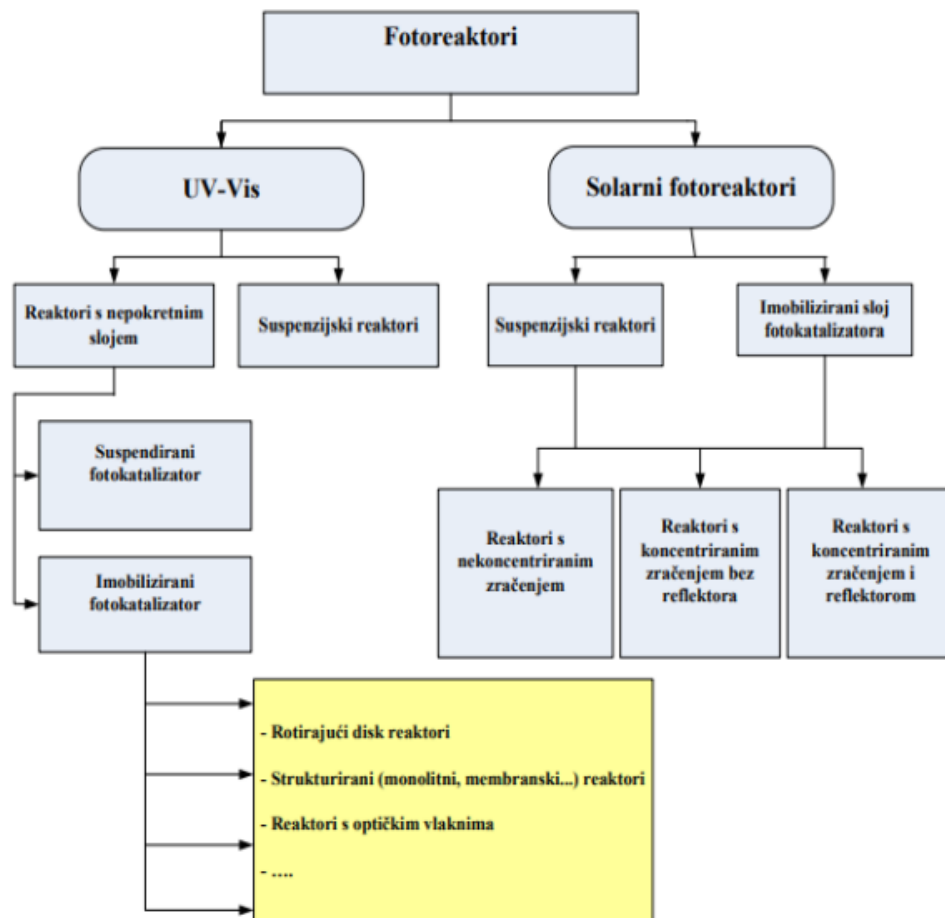 Fotoreaktori
UV-Vis
Solarni fotoreaktori
Reaktori s nepokretnim
slojem
Suspenzijski reaktori
Suspenzijski reaktori
Imobilizirani sloj
fotokatalizatora
Suspendirani
fotokatalizator
Imobilizirani
fotokatalizator
Reaktori s
nekoncentriranim
zračenjem
Reaktori s
koncentriranim
zračenjem bez
reflektora
Reaktori s
koncentriranim
zračenjem i
reflektorom
- Rotirajući disk reaktori
- Strukturirani (monolitni, membranski...) reaktori
- Reaktori s optičkim vlaknima
- ....